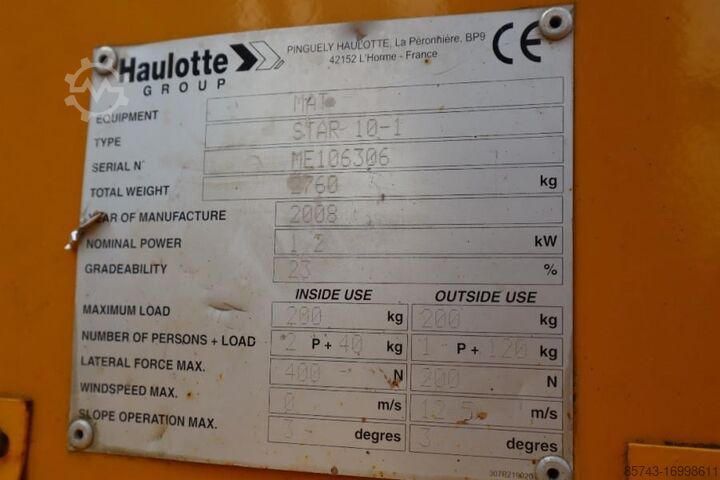 Haulotte
GROUP
PINGUELY HAULOTTE, La Péronnière, BP9
42152 L'Horme - France
CE
EQUIPMENT MAT
TYPE STAR 10-1
SERIAL N° ME106306
TOTAL WEIGHT 2760 kg
YEAR OF MANUFACTURE 2008
NOMINAL POWER 1,2 kW
GRADEABILITY 23 %
INSIDE USE OUTSIDE USE
MAXIMUM LOAD kg 200 kg
NUMBER OF PERSONS + LOAD 2 P + 40 kg 1 P + 120 kg
LATERAL FORCE MAX. 400 N 200 N
WINDSPEED MAX. 0 m/s 12.5 m/s
SLOPE OPERATION MAX. 3 degres 3 degres
85743-16998611